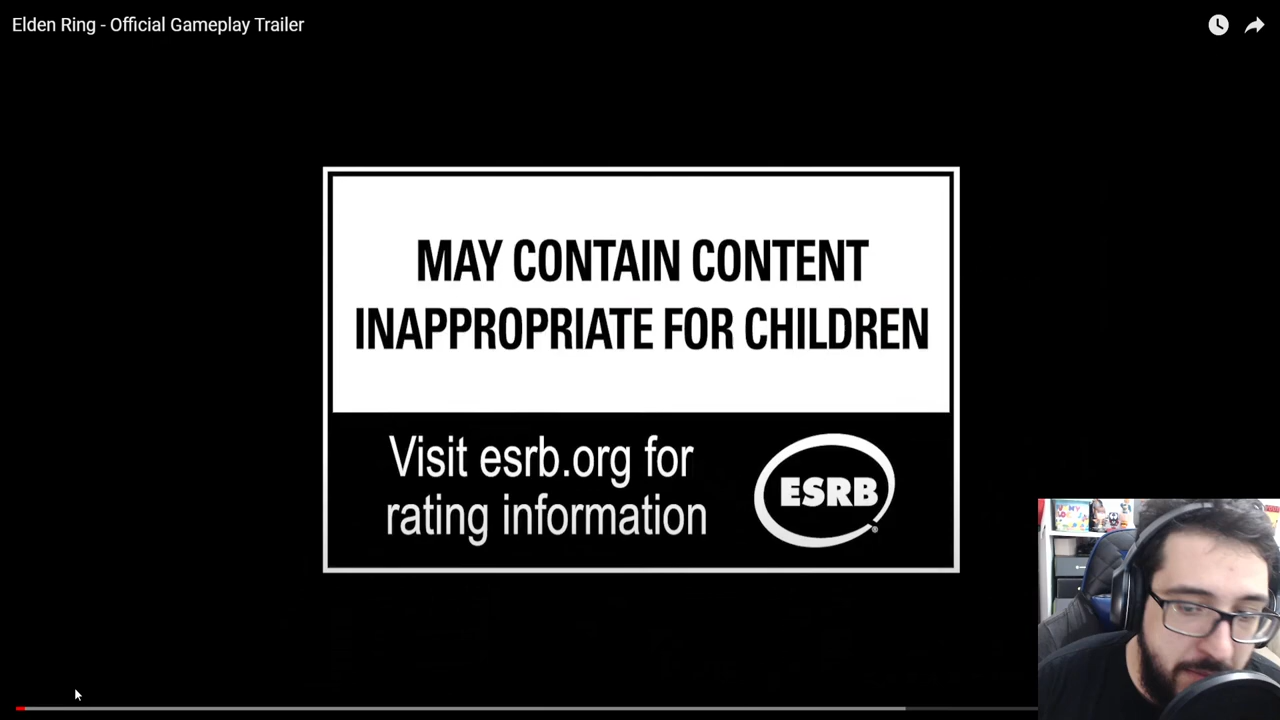 Elden Ring - Official Gameplay Trailer
MAY CONTAIN CONTENT
INAPPROPRIATE FOR CHILDREN
Visit esrb.org for
rating information
ESRB
®